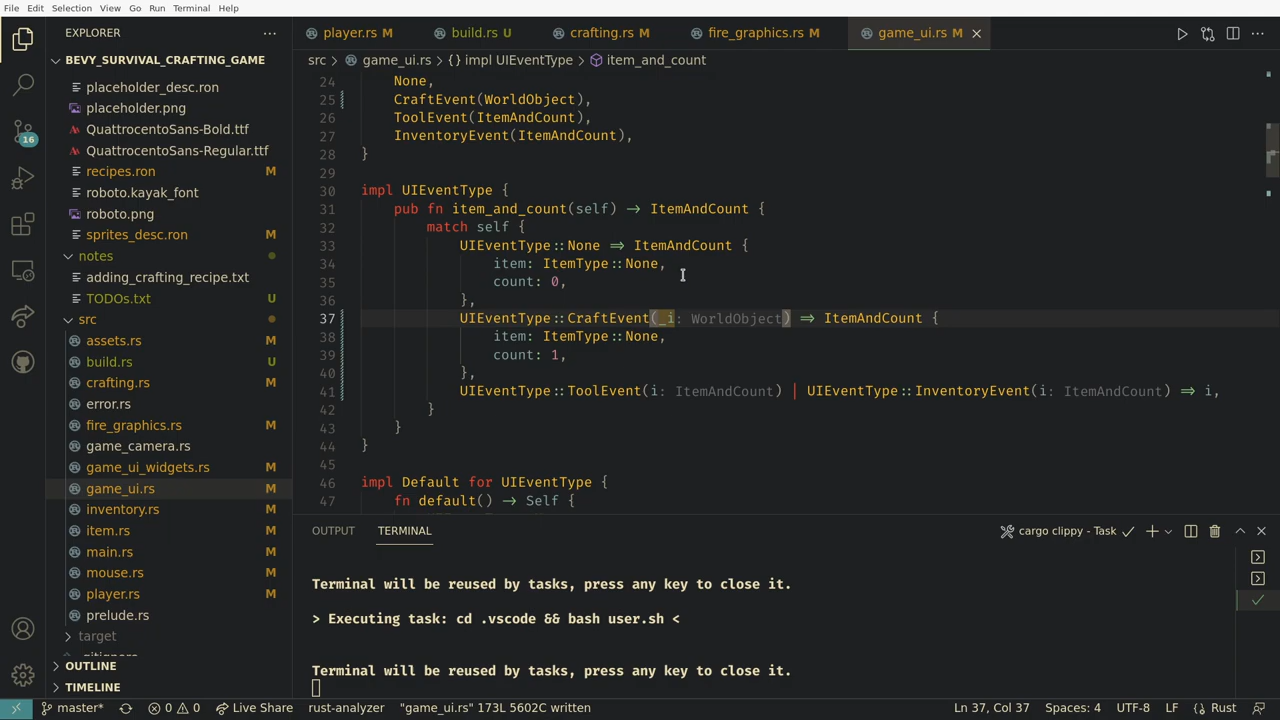 File Edit Selection View Go Run Terminal Help
EXPLORER
BEVY_SURVIVAL_CRAFTING_GAME
placeholder_desc.ron
placeholder.png
QuattrocentoSans-Bold.ttf
QuattrocentoSans-Regular.ttf
recipes.ron M
roboto.kayak_font
roboto.png
sprites_desc.ron M
notes
adding_crafting_recipe.txt
TODOs.txt U
src
assets.rs M
build.rs U
crafting.rs M
error.rs
fire_graphics.rs M
game_camera.rs
game_ui_widgets.rs M
game_ui.rs M
inventory.rs M
item.rs M
main.rs M
mouse.rs M
player.rs M
prelude.rs
target
OUTLINE
TIMELINE
16
player.rs M build.rs U crafting.rs M fire_graphics.rs M game_ui.rs M
src > game_ui.rs > {} impl UIEventType > item_and_count
24 None,
25 CraftEvent(WorldObject),
26 ToolEvent(ItemAndCount),
27 InventoryEvent(ItemAndCount),
28 }
29
30 impl UIEventType {
31 pub fn item_and_count(self) → ItemAndCount {
32 match self {
33 UIEventType::None ⇒ ItemAndCount {
34 item: ItemType::None,
35 count: 0,
36 },
37 UIEventType::CraftEvent(_i: WorldObject) ⇒ ItemAndCount {
38 item: ItemType::None,
39 count: 1,
40 },
41 UIEventType::ToolEvent(i: ItemAndCount) | UIEventType::InventoryEvent(i: ItemAndCount) ⇒ i,
42 }
43 }
44 }
45
46 impl Default for UIEventType {
47 fn default() → Self {
OUTPUT TERMINAL
cargo clippy - Task
Terminal will be reused by tasks, press any key to close it.
> Executing task: cd .vscode && bash user.sh <
Terminal will be reused by tasks, press any key to close it.
master* 0 0 Live Share rust-analyzer "game_ui.rs" 173L 5602C written Ln 37, Col 37 Spaces: 4 UTF-8 LF Rust